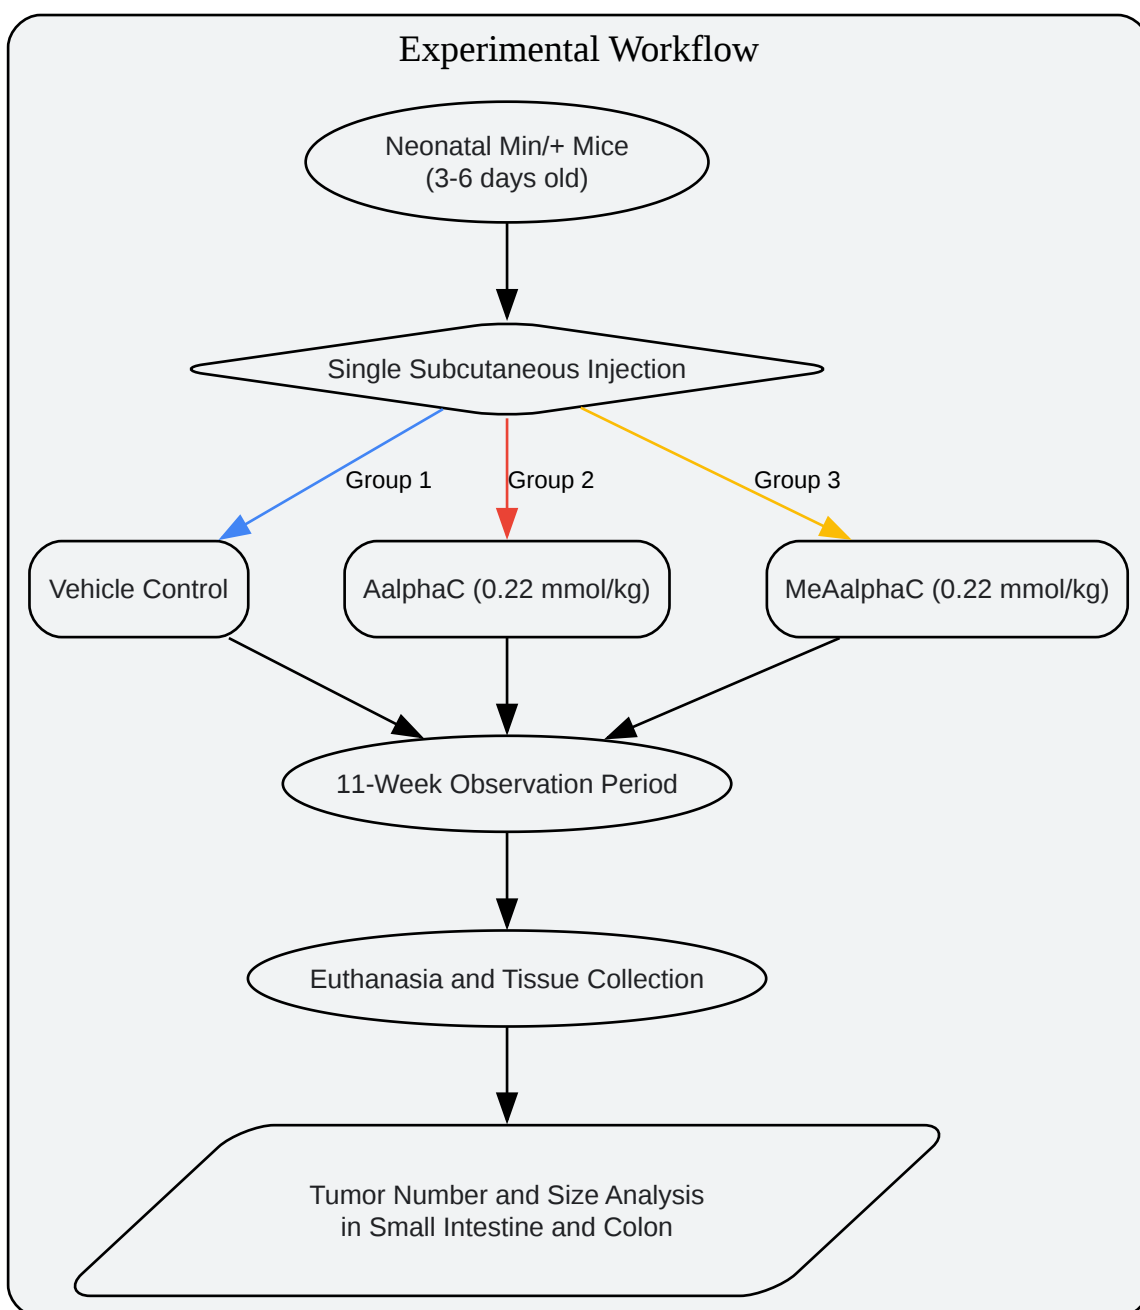 Experimental Workflow
Neonatal Min/+ Mice
(3-6 days old)
Single Subcutaneous Injection
Group 1
Group 2
Group 3
Vehicle Control
AalphaC (0.22 mmol/kg)
MeAalphaC (0.22 mmol/kg)
11-Week Observation Period
Euthanasia and Tissue Collection
Tumor Number and Size Analysis
in Small Intestine and Colon